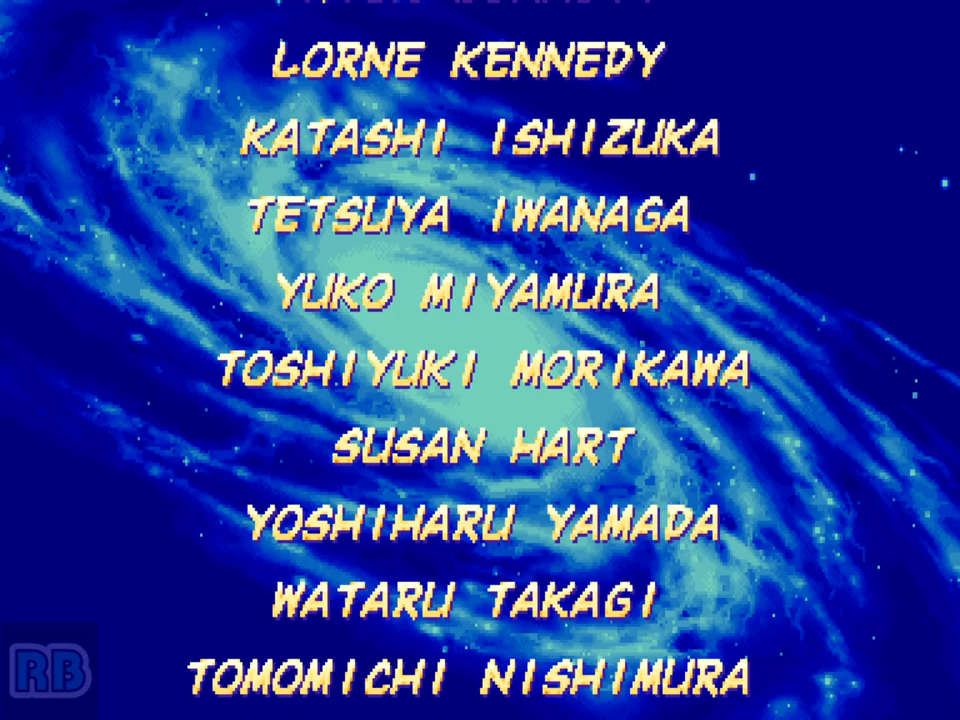 LORNE KENNEDY
KATASHI ISHIZUKA
TETSUYA IWANAGA
YUKO MIYAMURA
TOSHIYUKI MORIKAWA
SUSAN HART
YOSHIHARU YAMADA
WATARU TAKAGI
TOMOMICHI NISHIMURA
RB